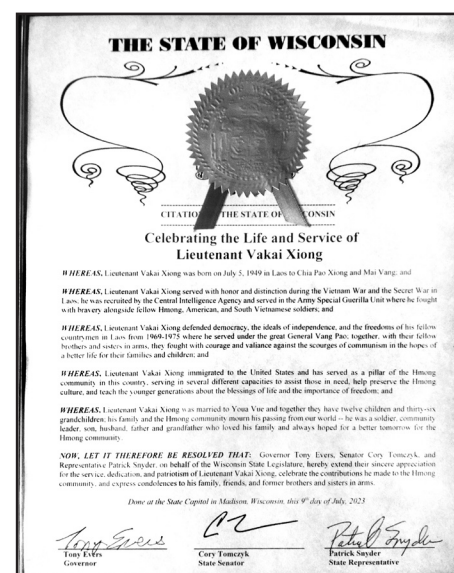 THE STATE OF WISCONSIN
CITATION THE STATE OF CONSIN
Celebrating the Life and Service of
Lieutenant Vakai Xiong
WHEREAS, Lieutenant Vakai Xiong was born on July 5, 1949 in Laos to Chia Pao Xiong and Mai Vang; and
WHEREAS, Lieutenant Vakai Xiong served with honor and distinction during the Vietnam War and the Secret War in
Laos, he was recruited by the Central Intelligence Agency and served in the Army Special Guerilla Unit where he fought
with bravery alongside fellow Hmong, American, and South Vietnamese soldiers; and
WHEREAS, Lieutenant Vakai Xiong defended democracy, the ideals of independence, and the freedoms of his fellow
countrymen in Laos from 1969-1975 where he served under the great General Vang Pao; together, with their fellow
brothers and sisters in arms, they fought with courage and valiance against the scourges of communism in the hopes of
a better life for their families and children; and
WHEREAS, Lieutenant Vakai Xiong immigrated to the United States and has served as a pillar of the Hmong
community in this country, serving in several different capacities to assist those in need, help preserve the Hmong
culture, and teach the younger generations about the blessings of life and the importance of freedom; and
WHEREAS, Lieutenant Vakai Xiong was married to Youa Vue and together they have twelve children and thirty-six
grandchildren; his family and the Hmong community mourn his passing from our world -- he was a soldier, community
leader, son, husband, father and grandfather who loved his family and always hoped for a better tomorrow for the
Hmong community.
NOW, LET IT THEREFORE BE RESOLVED THAT: Governor Tony Evers, Senator Cory Tomczyk, and
Representative Patrick Snyder, on behalf of the Wisconsin State Legislature, hereby extend their sincere appreciation
for the service, dedication, and patriotism of Lieutenant Vakai Xiong, celebrate the contributions he made to the Hmong
community, and express condolences to his family, friends, and former brothers and sisters in arms.
Done at the State Capitol in Madison, Wisconsin, this 9th day of July, 2023
Tony Evers Patrick Snyder
Tony Evers Cory Tomczyk Patrick Snyder
Governor State Senator State Representative